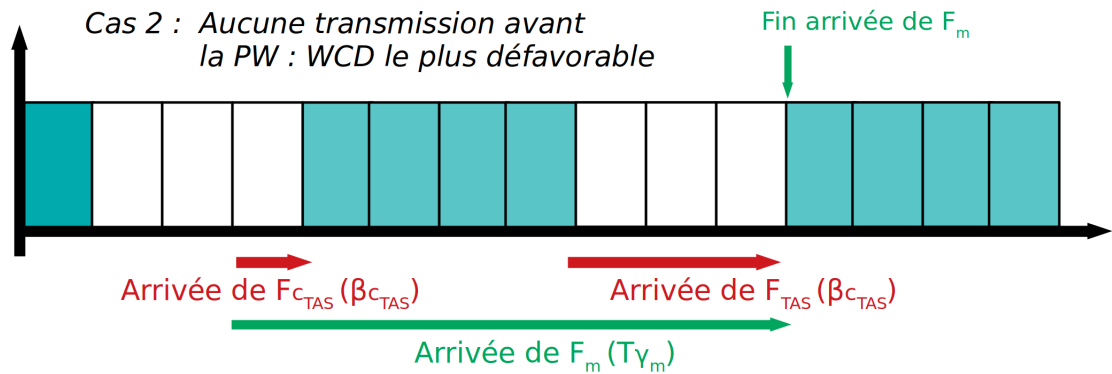 Cas 2 : Aucune transmission avant
la PW : WCD le plus défavorable
Fin arrivée de Fm
Arrivée de FcTAS (βcTAS)
Arrivée de FTAS (βcTAS)
Arrivée de Fm (Tγm)